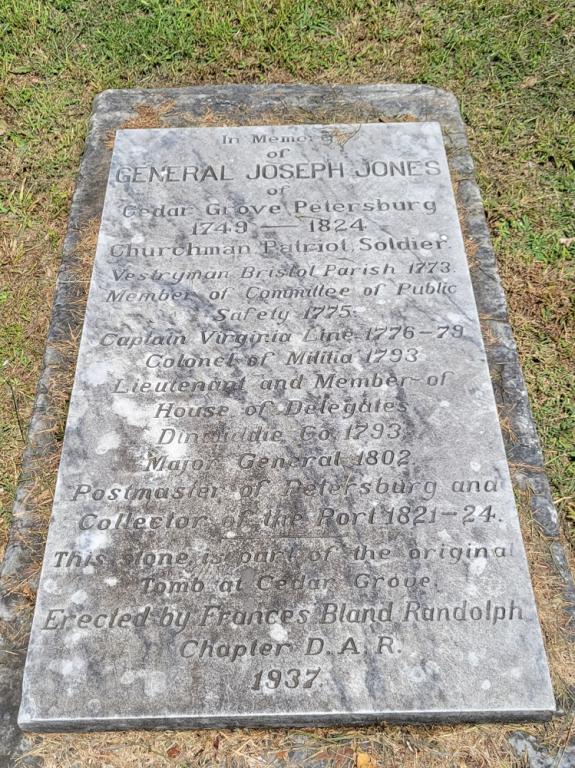 In Memory
of
GENERAL JOSEPH JONES
of
Cedar Grove Petersburg
1749 — 1824
Churchman Patriot Soldier
Vestryman Bristol Parish 1773
Member of Committee of Public
Safety 1775
Captain Virginia Line 1776-79
Colonel of Militia 1793
Lieutenant and Member of
House of Delegates
Dinwiddie Co. 1793
Major General 1802
Postmaster of Petersburg and
Collector of the Port 1821-24.
This stone is part of the original
Tomb at Cedar Grove.
Erected by Frances Bland Randolph
Chapter D.A.R.
1937